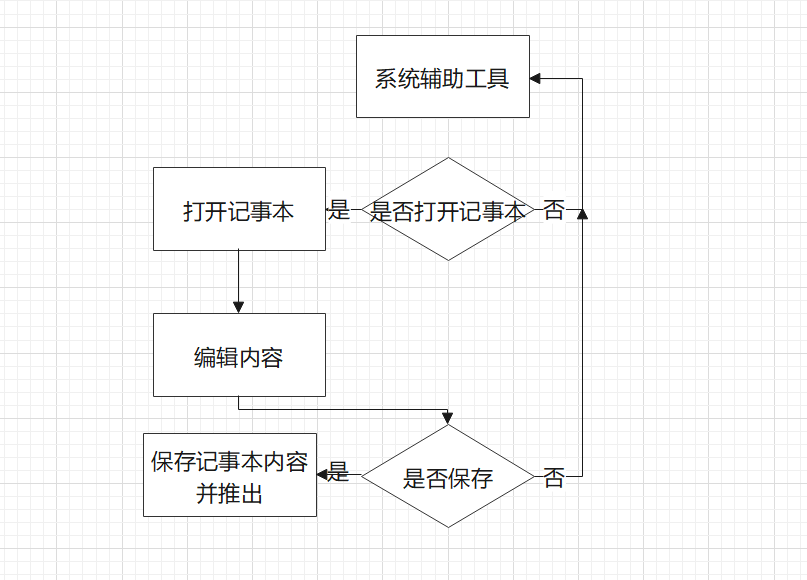 系统辅助工具
打开记事本
是
是否打开记事本
否
编辑内容
保存记事本内容
并推出
是
是否保存
否